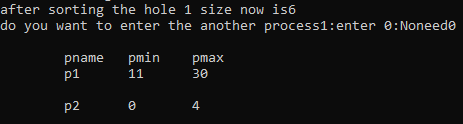 after sorting the hole 1 size now is6
do you want to enter the another process1:enter 0:Noneed0
pname pmin pmax
p1 11 30
p2 0 4